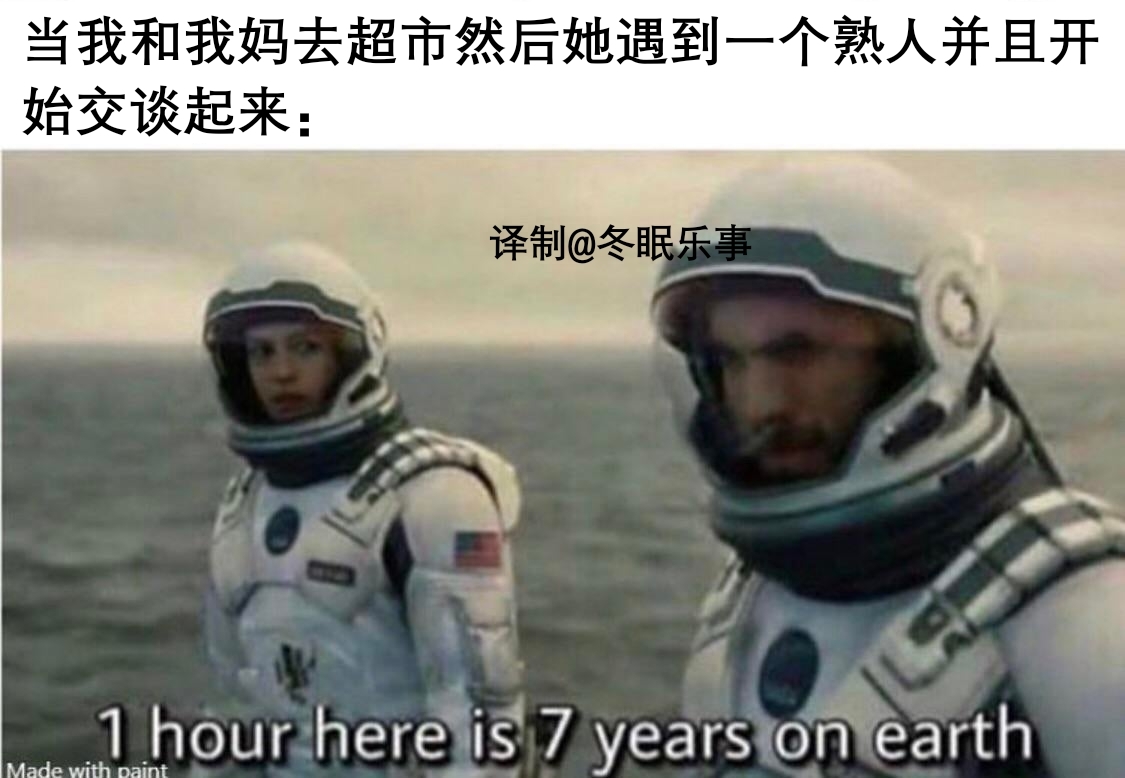 当我和我妈去超市然后她遇到一个熟人并且开
始交谈起来：
译制@冬眠乐事
1 hour here is 7 years on earth
Made with paint